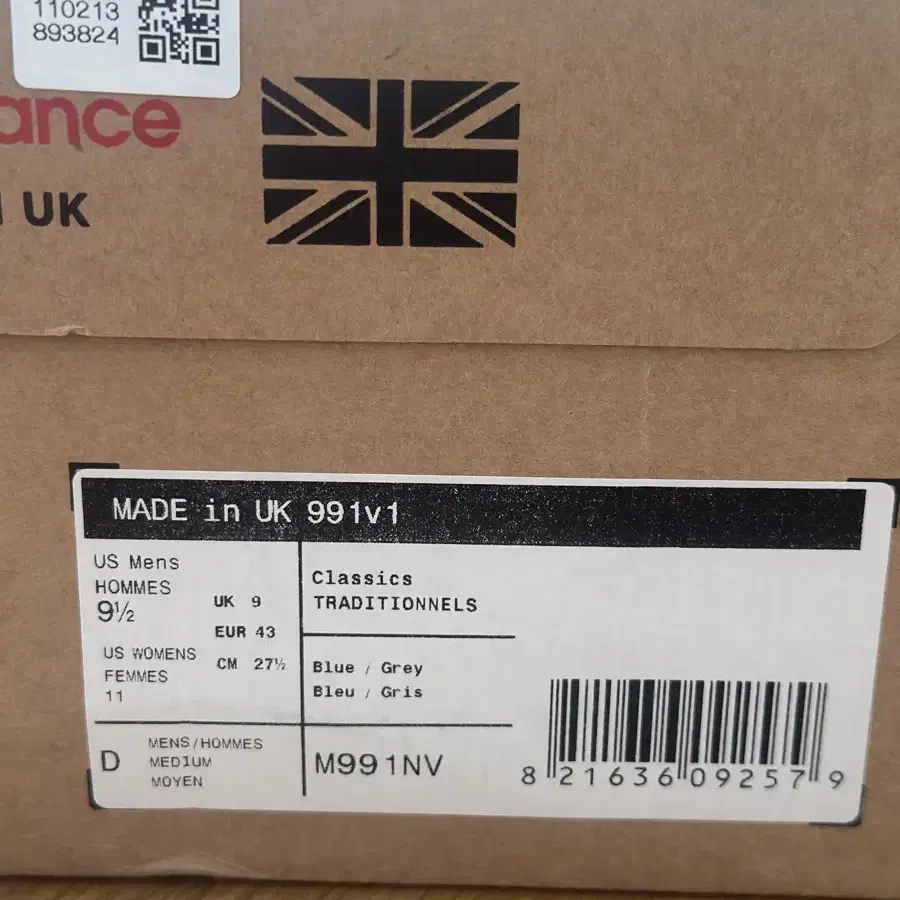 110213
893824
ance
UK
MADE in UK 991v1
US Mens
HOMMES
9½
UK 9
EUR 43
CM 27½
US WOMENS
FEMMES
11
Classics
TRADITIONNELS
Blue / Grey
Bleu / Gris
D
MENS/HOMMES
MEDIUM
MOYEN
M991NV
8 21636 09257 9